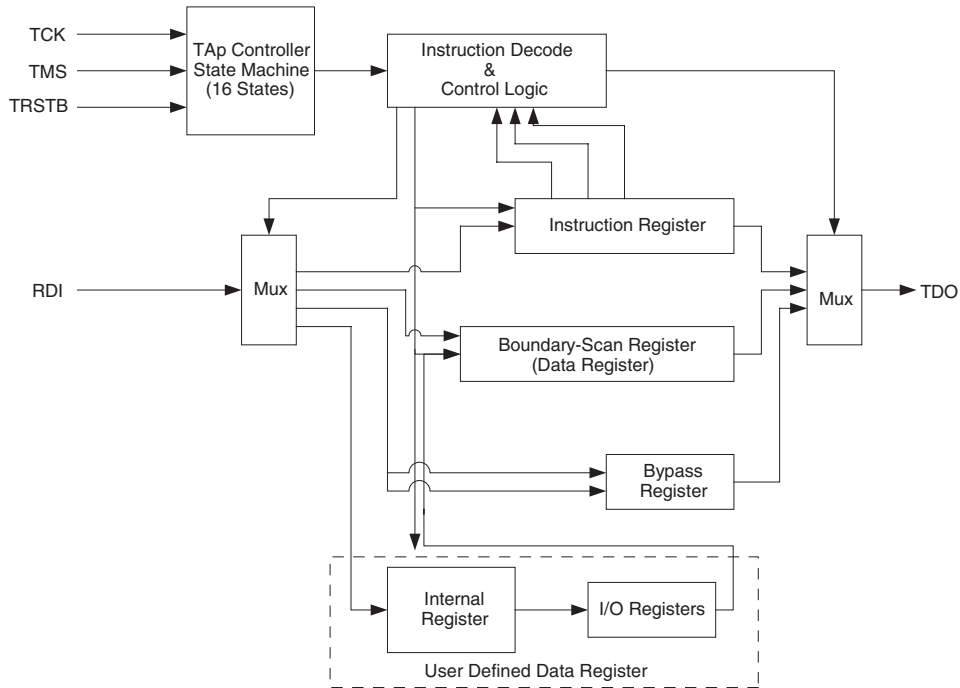 TCK
TMS
TRSTB
TAp Controller
State Machine
(16 States)
Instruction Decode
&
Control Logic
Instruction Register
RDI
Mux
Mux
TDO
Boundary-Scan Register
(Data Register)
Bypass
Register
Internal
Register
I/O Registers
User Defined Data Register